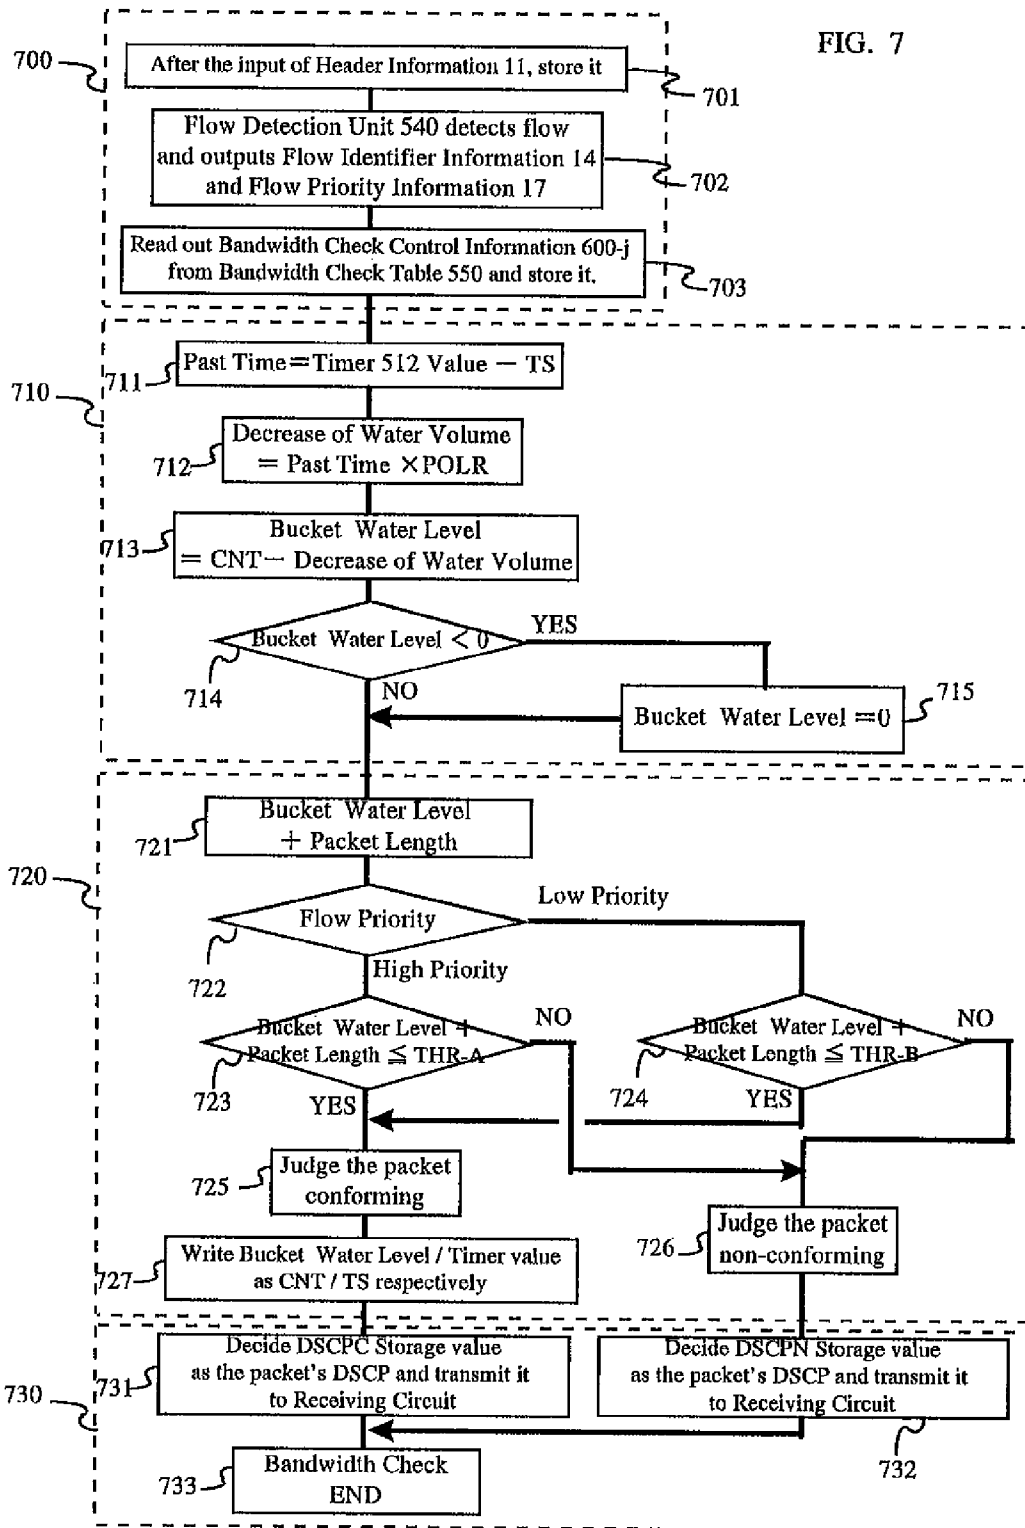 FIG. 7
700
After the input of Header Information 11, store it
701
Flow Detection Unit 540 detects flow
and outputs Flow Identifier Information 14
and Flow Priority Information 17
702
Read out Bandwidth Check Control Information 600-j
from Bandwidth Check Table 550 and store it.
703
710
Past Time=Timer 512 Value − TS
711
Decrease of Water Volume
= Past Time ×POLR
712
Bucket Water Level
= CNT− Decrease of Water Volume
713
Bucket Water Level < 0
YES
714
NO
715
Bucket Water Level =0
720
Bucket Water Level
+ Packet Length
721
Flow Priority
Low Priority
722
High Priority
Bucket Water Level +
Packet Length ≦ THR-A
NO
723
YES
Bucket Water Level +
Packet Length ≦ THR-B
NO
724
YES
Judge the packet
conforming
725
Judge the packet
non-conforming
726
Write Bucket Water Level / Timer value
as CNT / TS respectively
727
730
Decide DSCPC Storage value
as the packet's DSCP and transmit it
to Receiving Circuit
731
Decide DSCPN Storage value
as the packet's DSCP and transmit it
to Receiving Circuit
732
Bandwidth Check
END
733